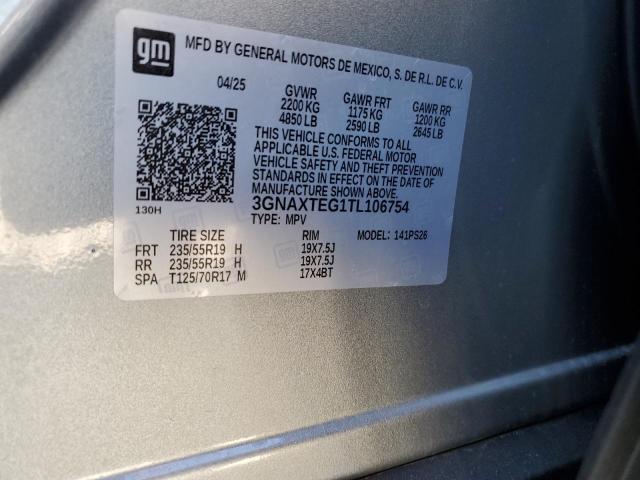 gm
MFD BY GENERAL MOTORS DE MEXICO, S. DE R.L. DE C.V.
04/25 GVWR GAWR FRT GAWR RR
2200 KG 1175 KG 1200 KG
4850 LB 2590 LB 2645 LB
THIS VEHICLE CONFORMS TO ALL
APPLICABLE U.S. FEDERAL MOTOR
VEHICLE SAFETY AND THEFT PREVENTION
STANDARDS IN EFFECT ON THE DATE OF
MANUFACTURE SHOWN ABOVE.
3GNAXTEG1TL106754
130H
TYPE: MPV
TIRE SIZE RIM MODEL: 141PS26
FRT 235/55R19 H 19X7.5J
RR 235/55R19 H 19X7.5J
SPA T125/70R17 M 17X4BT